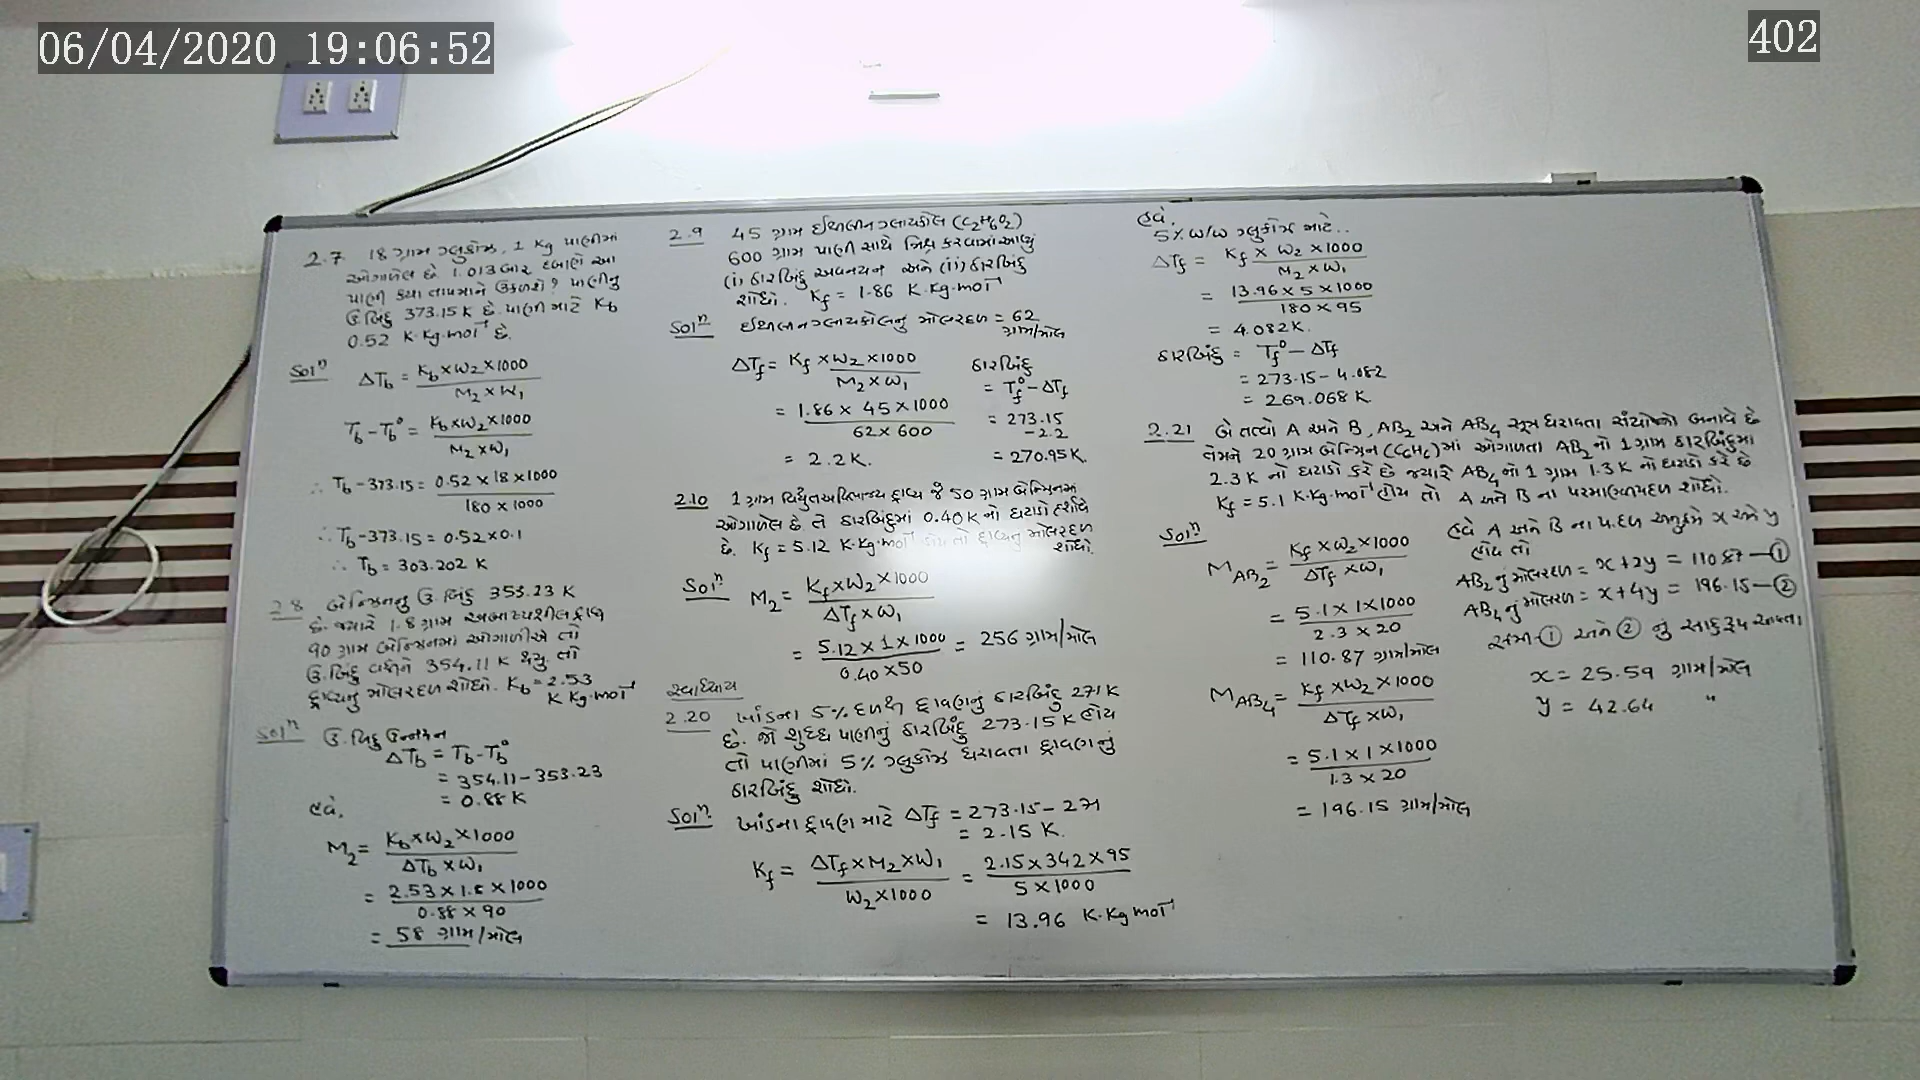 06/04/2020 19:06:52
402
2.7 18 ગ્રામ ગ્લુકોઝ, 1 Kg પાણીમાં
ઓગાળેલ છે. 1.013 બાર દબાણે આ
પાણી કયા તાપમાને ઉકળશે? પાણીનુ
ઉ.બિંદુ 373.15 K છે. પાણી માટે Kb
0.52 K·Kg·mol⁻¹ છે.
Solⁿ ΔTb = Kb × W2 × 1000 / M2 × W1
Tb - Tb° = Kb × W2 × 1000 / M2 × W1
∴ Tb - 373.15 = 0.52 × 18 × 1000 / 180 × 1000
∴ Tb - 373.15 = 0.52 × 0.1
∴ Tb = 303.202 K
2.8 બેન્ઝિનનુ ઉ.બિંદુ 353.23 K
છે. જ્યારે 1.8 ગ્રામ અબાષ્પશીલ દ્રાવ્ય
90 ગ્રામ બેન્ઝિનમાં ઓગાળીએ તો
ઉ.બિંદુ વધીને 354.11 K થયુ. તો
દ્રાવ્યનુ મોલરદળ શોધો. Kb = 2.53
K Kg·mol⁻¹
Solⁿ ઉ.બિંદુ ઉન્નયન
ΔTb = Tb - Tb°
= 354.11 - 353.23
= 0.88 K
હવે,
M2 = Kb × W2 × 1000 / ΔTb × W1
= 2.53 × 1.8 × 1000 / 0.88 × 90
= 58 ગ્રામ/મોલ
2.9 45 ગ્રામ ઈથીલીન ગ્લાયકોલ (C2H6O2)
600 ગ્રામ પાણી સાથે મિશ્ર કરવામાં આવ્યું
(i) ઠારબિંદુ અવનયન અને (ii) ઠારબિંદુ
શોધો. Kf = 1.86 K·Kg·mol⁻¹
Solⁿ ઈથીલીન ગ્લાયકોલનું મોલરદળ = 62
ગ્રામ/મોલ
ΔTf = Kf × W2 × 1000 / M2 × W1
= 1.86 × 45 × 1000 / 62 × 600
= 2.2 K.
ઠારબિંદુ
= Tf° - ΔTf
= 273.15
- 2.2
= 270.95 K
2.10 1 ગ્રામ વિદ્યુતઅવિભાજ્ય દ્રાવ્ય જે 50 ગ્રામ બેન્ઝિનમાં
ઓગાળેલ છે તે ઠારબિંદુમાં 0.40 K નો ઘટાડો દર્શાવે
છે. Kf = 5.12 K·Kg·mol⁻¹ હોય તો દ્રાવ્યનુ મોલરદળ
શોધો.
Solⁿ M2 = Kf × W2 × 1000 / ΔTf × W1
= 5.12 × 1 × 1000 / 0.40 × 50 = 256 ગ્રામ/મોલ
સ્વાધ્યાય
2.20 ખાંડના 5% દળથી દ્રાવણનું ઠારબિંદુ 271 K
છે. જો શુધ્ધ પાણીનું ઠારબિંદુ 273.15 K હોય
તો પાણીમાં 5% ગ્લુકોઝ ધરાવતા દ્રાવણનું
ઠારબિંદુ શોધો.
Solⁿ ખાંડના દ્રાવણ માટે ΔTf = 273.15 - 271
= 2.15 K.
Kf = ΔTf × M2 × W1 / W2 × 1000 = 2.15 × 342 × 95 / 5 × 1000
= 13.96 K·Kg mol⁻¹
હવે,
5% W/W ગ્લુકોઝ માટે..
ΔTf = Kf × W2 × 1000 / M2 × W1
= 13.96 × 5 × 1000 / 180 × 95
= 4.082 K.
ઠારબિંદુ = Tf° - ΔTf
= 273.15 - 4.082
= 269.068 K
2.21 બે તત્વો A અને B, AB2 અને AB4 સૂત્ર ધરાવતા સંયોજનો બનાવે છે
તેમને 20 ગ્રામ બેન્ઝિન (C6H6) માં ઓગાળતા AB2 નો 1 ગ્રામ ઠારબિંદુમાં
2.3 K નો ઘટાડો કરે છે જ્યારે AB4 નો 1 ગ્રામ 1.3 K નો ઘટાડો કરે છે
Kf = 5.1 K·Kg·mol⁻¹ હોય તો A અને B ના પરમાણ્વીયદળ શોધો.
Solⁿ
MAB2 = Kf × W2 × 1000 / ΔTf × W1
= 5.1 × 1 × 1000 / 2.3 × 20
= 110.87 ગ્રામ/મોલ
MAB4 = Kf × W2 × 1000 / ΔTf × W1
= 5.1 × 1 × 1000 / 1.3 × 20
= 196.15 ગ્રામ/મોલ
હવે A અને B ના પ.દળ અનુક્રમે x અને y
હોય તો
AB2 નું મોલરદળ = x + 2y = 110.87 — ①
AB4 નું મોલરદળ = x + 4y = 196.15 — ②
સમી. ① અને ② નું સાદુરૂપ આપતા
x = 25.59 ગ્રામ/મોલ
y = 42.64 "